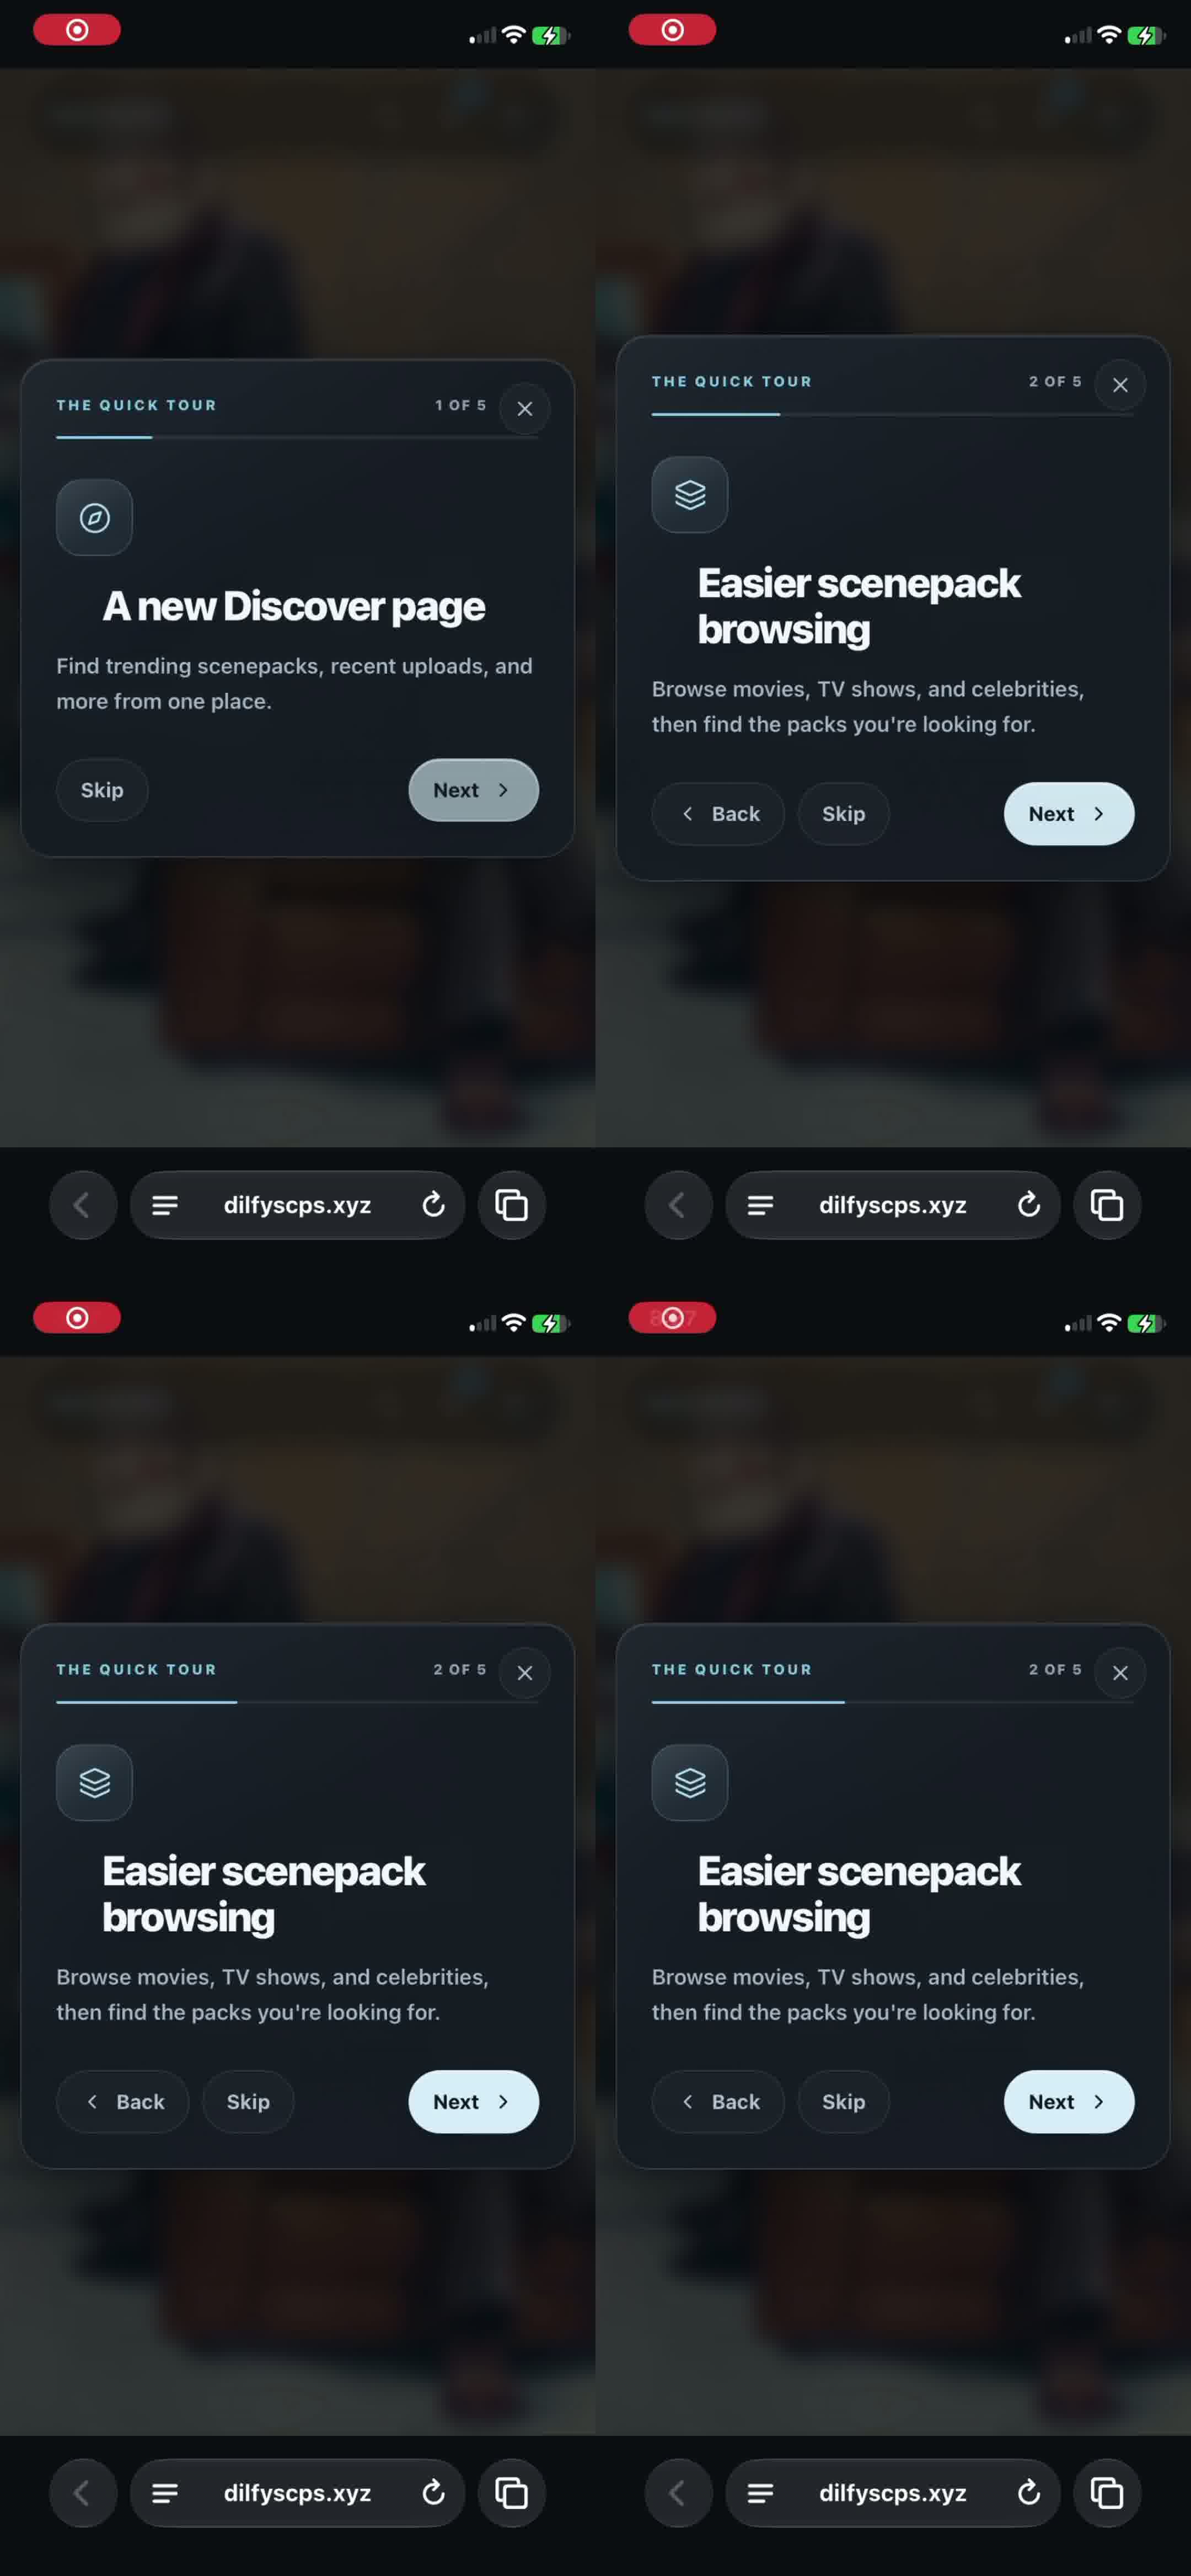 THE QUICK TOUR 1 OF 5
A new Discover page
Find trending scenepacks, recent uploads, and
more from one place.
Skip Next
dilfyscps.xyz
THE QUICK TOUR 2 OF 5
Easier scenepack
browsing
Browse movies, TV shows, and celebrities,
then find the packs you're looking for.
Back Skip Next
dilfyscps.xyz
THE QUICK TOUR 2 OF 5
Easier scenepack
browsing
Browse movies, TV shows, and celebrities,
then find the packs you're looking for.
Back Skip Next
dilfyscps.xyz
THE QUICK TOUR 2 OF 5
Easier scenepack
browsing
Browse movies, TV shows, and celebrities,
then find the packs you're looking for.
Back Skip Next
dilfyscps.xyz